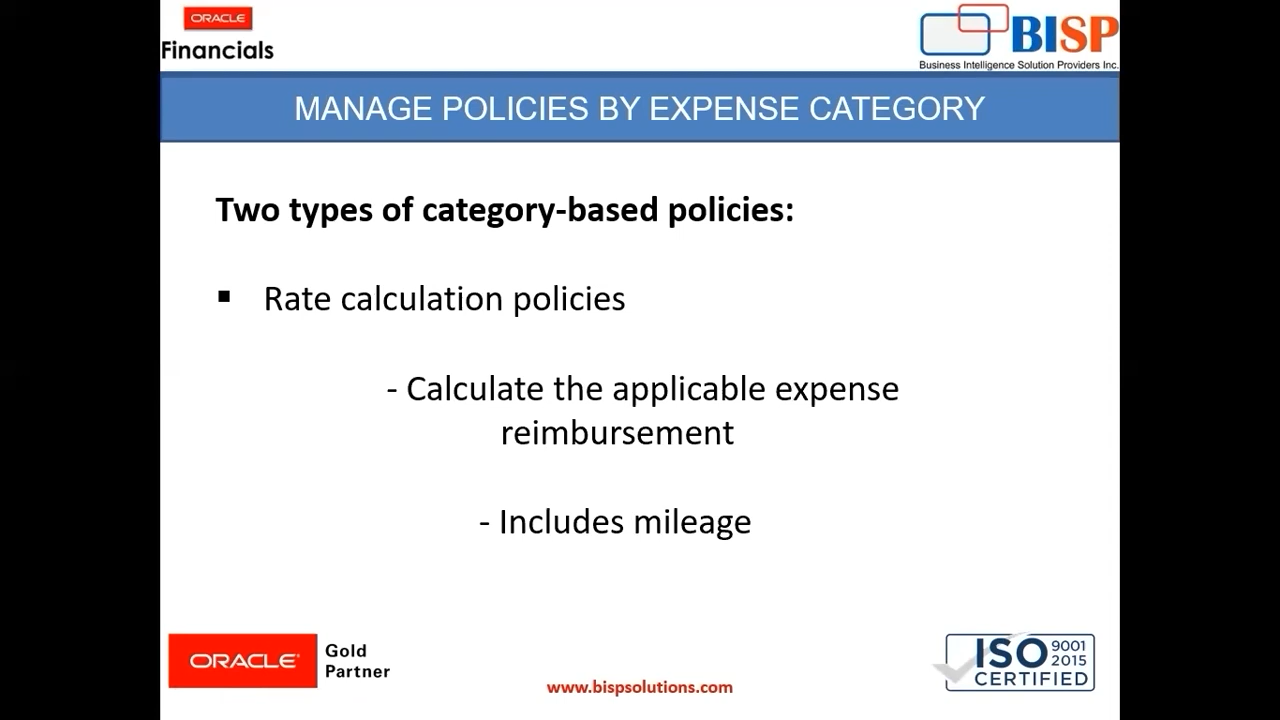 ORACLE
Financials
BISP
Business Intelligence Solution Providers Inc.
MANAGE POLICIES BY EXPENSE CATEGORY
Two types of category-based policies:
▪ Rate calculation policies
- Calculate the applicable expense
reimbursement
- Includes mileage
ORACLE®
Gold
Partner
www.bispsolutions.com
ISO 9001
2015
CERTIFIED